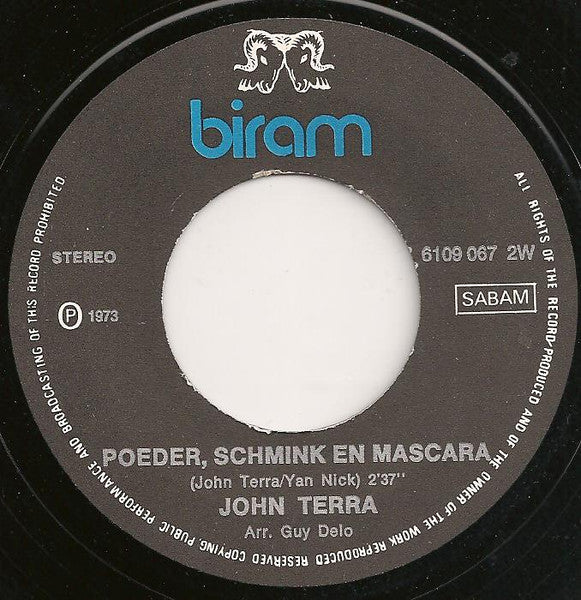 biram
STEREO
6109 067 2W
SABAM
℗ 1973
POEDER, SCHMINK EN MASCARA
(John Terra/Yan Nick) 2'37"
JOHN TERRA
Arr. Guy Delo
ALL RIGHTS OF THE RECORD-PRODUCED AND OF THE OWNER OF THE WORK REPRODUCED RESERVED COPYING, PUBLIC PERFORMANCE AND BROADCASTING OF THIS RECORD PROHIBITED.